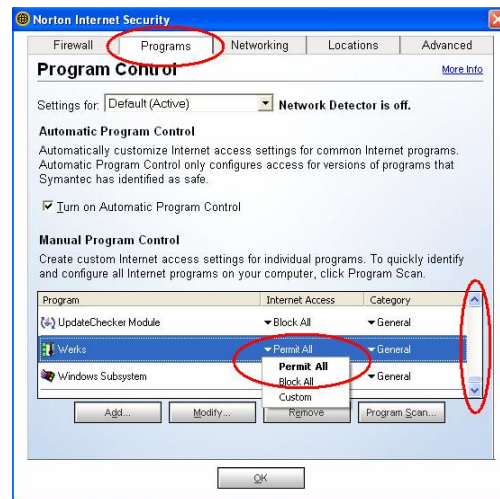 Norton Internet Security
Firewall Programs Networking Locations Advanced
Program Control More Info
Settings for: Default (Active) Network Detector is off.
Automatic Program Control
Automatically customize Internet access settings for common Internet programs.
Automatic Program Control only configures access for versions of programs that
Symantec has identified as safe.
Turn on Automatic Program Control
Manual Program Control
Create custom Internet access settings for individual programs. To quickly identify
and configure all Internet programs on your computer, click Program Scan.
Program Internet Access Category
UpdateChecker Module Block All General
Werks Permit All General
Permit All
Windows Subsystem Block All General
Custom
Add... Modify... Remove Program Scan...
OK